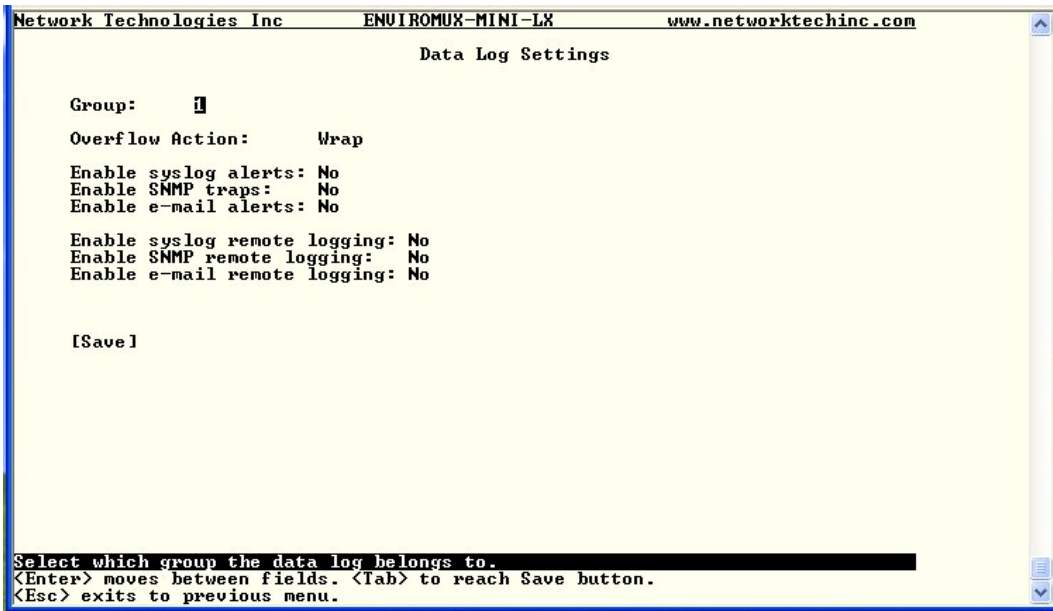 Network Technologies Inc ENVIROMUX-MINI-LX www.networktechinc.com
Data Log Settings
Group: 1
Overflow Action: Wrap
Enable syslog alerts: No
Enable SNMP traps: No
Enable e-mail alerts: No
Enable syslog remote logging: No
Enable SNMP remote logging: No
Enable e-mail remote logging: No
[Save]
Select which group the data log belongs to.
<Enter> moves between fields. <Tab> to reach Save button.
<Esc> exits to previous menu.